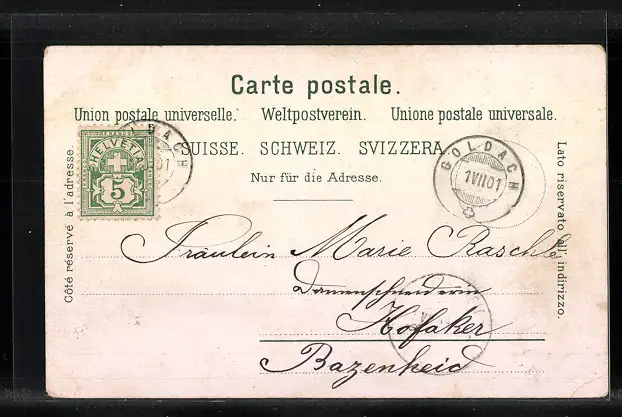 Carte postale.
Union postale universelle. Weltpostverein. Unione postale universale.
SUISSE. SCHWEIZ. SVIZZERA
Nur für die Adresse.
Côté réservé à l'adresse.
Lato riservato all' indirizzo.
HELVETIA
5
GOLDACH
1 VII 01
Fräulein Marie Raschle
Damenschneiderin
Hofaker
Bazenheid